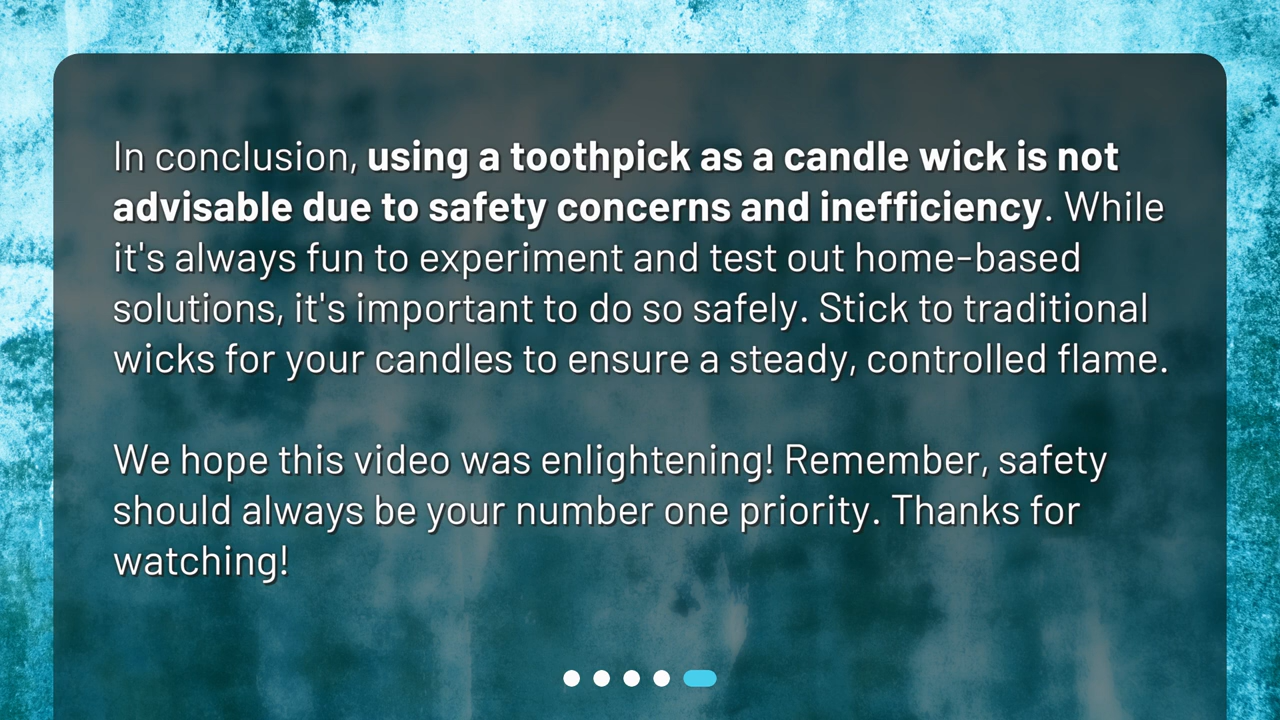 In conclusion, using a toothpick as a candle wick is not
advisable due to safety concerns and inefficiency. While
it's always fun to experiment and test out home-based
solutions, it's important to do so safely. Stick to traditional
wicks for your candles to ensure a steady, controlled flame.
We hope this video was enlightening! Remember, safety
should always be your number one priority. Thanks for
watching!